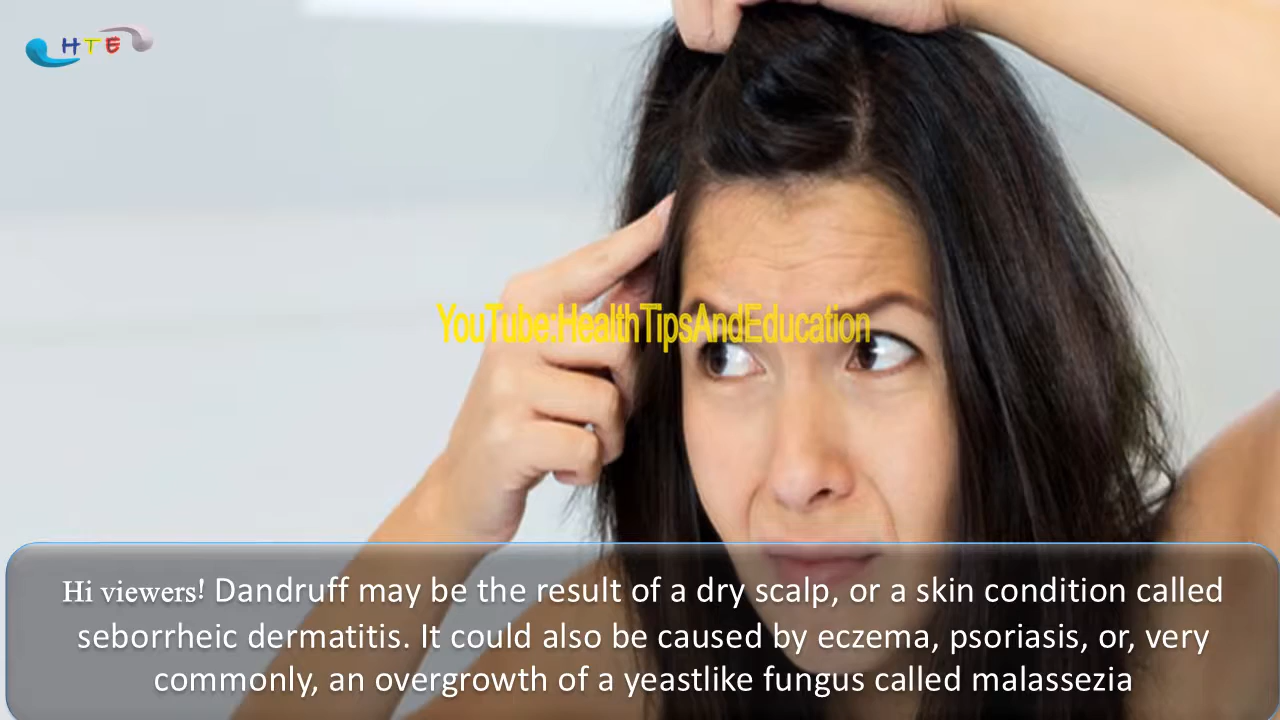 HTE
YouTube:HealthTipsAndEducation
Hi viewers! Dandruff may be the result of a dry scalp, or a skin condition called
seborrheic dermatitis. It could also be caused by eczema, psoriasis, or, very
commonly, an overgrowth of a yeastlike fungus called malassezia